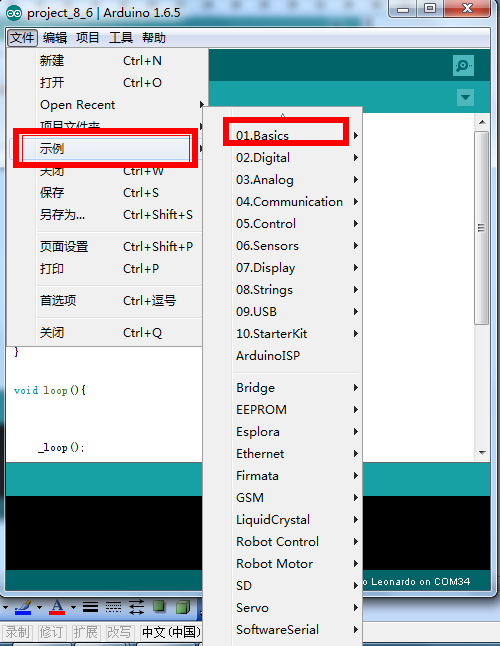 project_8_6 | Arduino 1.6.5
文件 编辑 项目 工具 帮助
新建 Ctrl+N
打开 Ctrl+O
Open Recent
项目文件夹
示例
关闭 Ctrl+W
保存 Ctrl+S
另存为... Ctrl+Shift+S
页面设置 Ctrl+Shift+P
打印 Ctrl+P
首选项 Ctrl+逗号
关闭 Ctrl+Q
01.Basics
02.Digital
03.Analog
04.Communication
05.Control
06.Sensors
07.Display
08.Strings
09.USB
10.StarterKit
ArduinoISP
Bridge
EEPROM
Esplora
Ethernet
Firmata
GSM
LiquidCrystal
Robot Control
Robot Motor
SD
Servo
SoftwareSerial
}
void loop(){
_loop();
o Leonardo on COM34
录制 修订 扩展 改写 中文(中国)